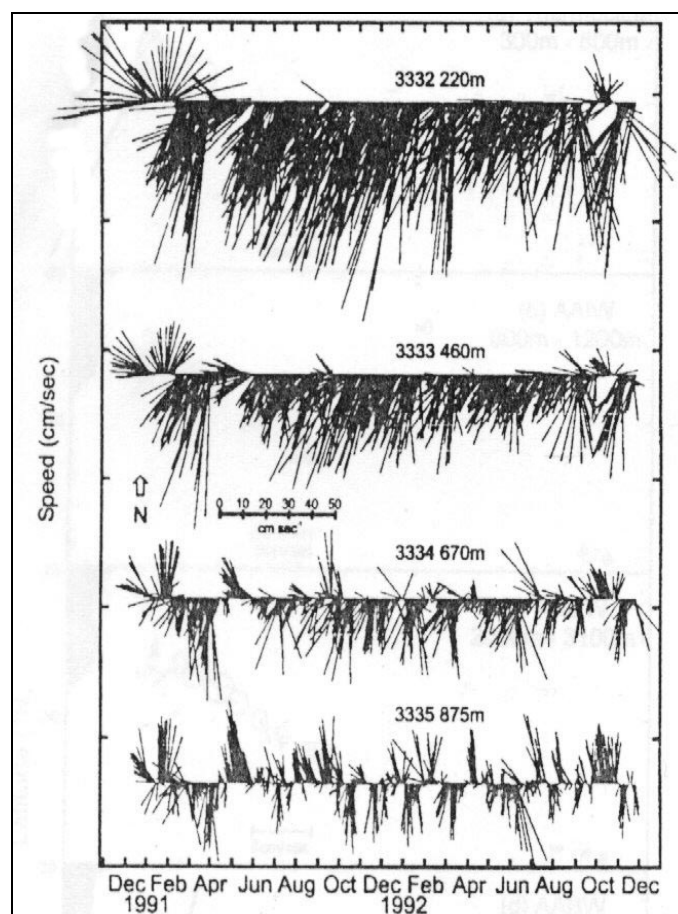 3332 220m
3333 460m
Speed (cm/sec)
N
0 10 20 30 40 50
cm sec⁻¹
3334 670m
3335 875m
Dec Feb Apr Jun Aug Oct Dec Feb Apr Jun Aug Oct Dec
1991 1992